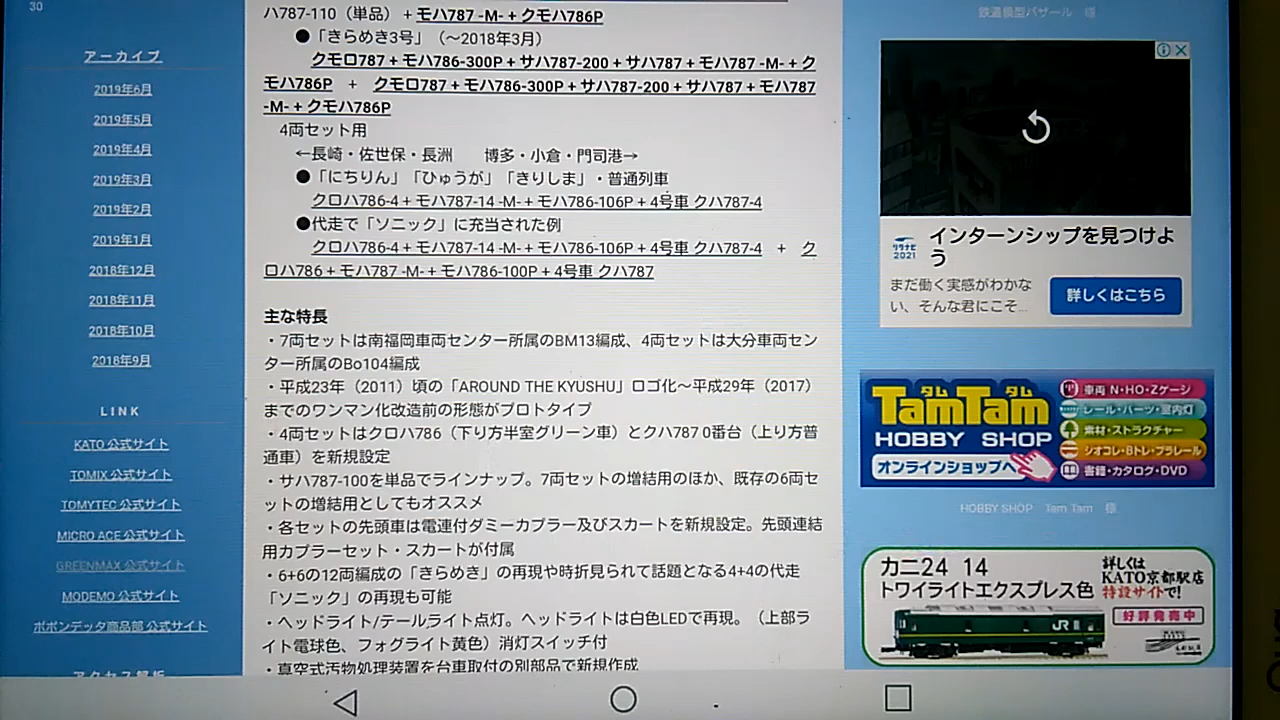 30
アーカイブ
2019年6月
2019年5月
2019年4月
2019年3月
2019年2月
2019年1月
2018年12月
2018年11月
2018年10月
2018年9月
LINK
KATO 公式サイト
TOMIX 公式サイト
TOMYTEC 公式サイト
MICRO ACE 公式サイト
GREENMAX 公式サイト
MODEMO 公式サイト
ポポンデッタ商品部 公式サイト
アクセス解析
ハ787-110（単品）+ モハ787 -M- + クモハ786P
●「きらめき3号」（～2018年3月）
クモロ787 + モハ786-300P + サハ787-200 + サハ787 + モハ787 -M- + ク
モハ786P + クモロ787 + モハ786-300P + サハ787-200 + サハ787 + モハ787
-M- + クモハ786P
4両セット用
←長崎・佐世保・長洲 博多・小倉・門司港→
●「にちりん」「ひゅうが」「きりしま」・普通列車
クロハ786-4 + モハ787-14 -M- + モハ786-106P + 4号車 クハ787-4
●代走で「ソニック」に充当された例
クロハ786-4 + モハ787-14 -M- + モハ786-106P + 4号車 クハ787-4 + ク
ロハ786 + モハ787 -M- + モハ786-100P + 4号車 クハ787
主な特長
・7両セットは南福岡車両センター所属のBM13編成、4両セットは大分車両セン
ター所属のBo104編成
・平成23年（2011）頃の「AROUND THE KYUSHU」ロゴ化～平成29年（2017）
までのワンマン化改造前の形態がプロトタイプ
・4両セットはクロハ786（下り方半室グリーン車）とクハ787 0番台（上り方普
通車）を新規設定
・サハ787-100を単品でラインナップ。7両セットの増結用のほか、既存の6両セ
ットの増結用としてもオススメ
・各セットの先頭車は電連付ダミーカプラー及びスカートを新規設定。先頭連結
用カプラーセット・スカートが付属
・6+6の12両編成の「きらめき」の再現や時折見られて話題となる4+4の代走
「ソニック」の再現も可能
・ヘッドライト/テールライト点灯。ヘッドライトは白色LEDで再現。（上部ラ
イト電球色、フォグライト黄色）消灯スイッチ付
・真空式汚物処理装置を台車取付の別部品で新規作成
鉄道模型バザール 様
リクナビ
2021
インターンシップを見つけよ
う
まだ働く実感がわかな
い、そんな君にこそ...
詳しくはこちら
タム タム
TamTam
HOBBY SHOP
オンラインショップへ
車両 N・HO・Zゲージ
レール・パーツ・室内灯
素材・ストラクチャー
ジオコレ・Bトレ・プラレール
書籍・カタログ・DVD
HOBBY SHOP Tam Tam 様
カニ24 14
トワイライトエクスプレス色
詳しくは
KATO京都駅店
特設サイトで!
好評発売中
JR